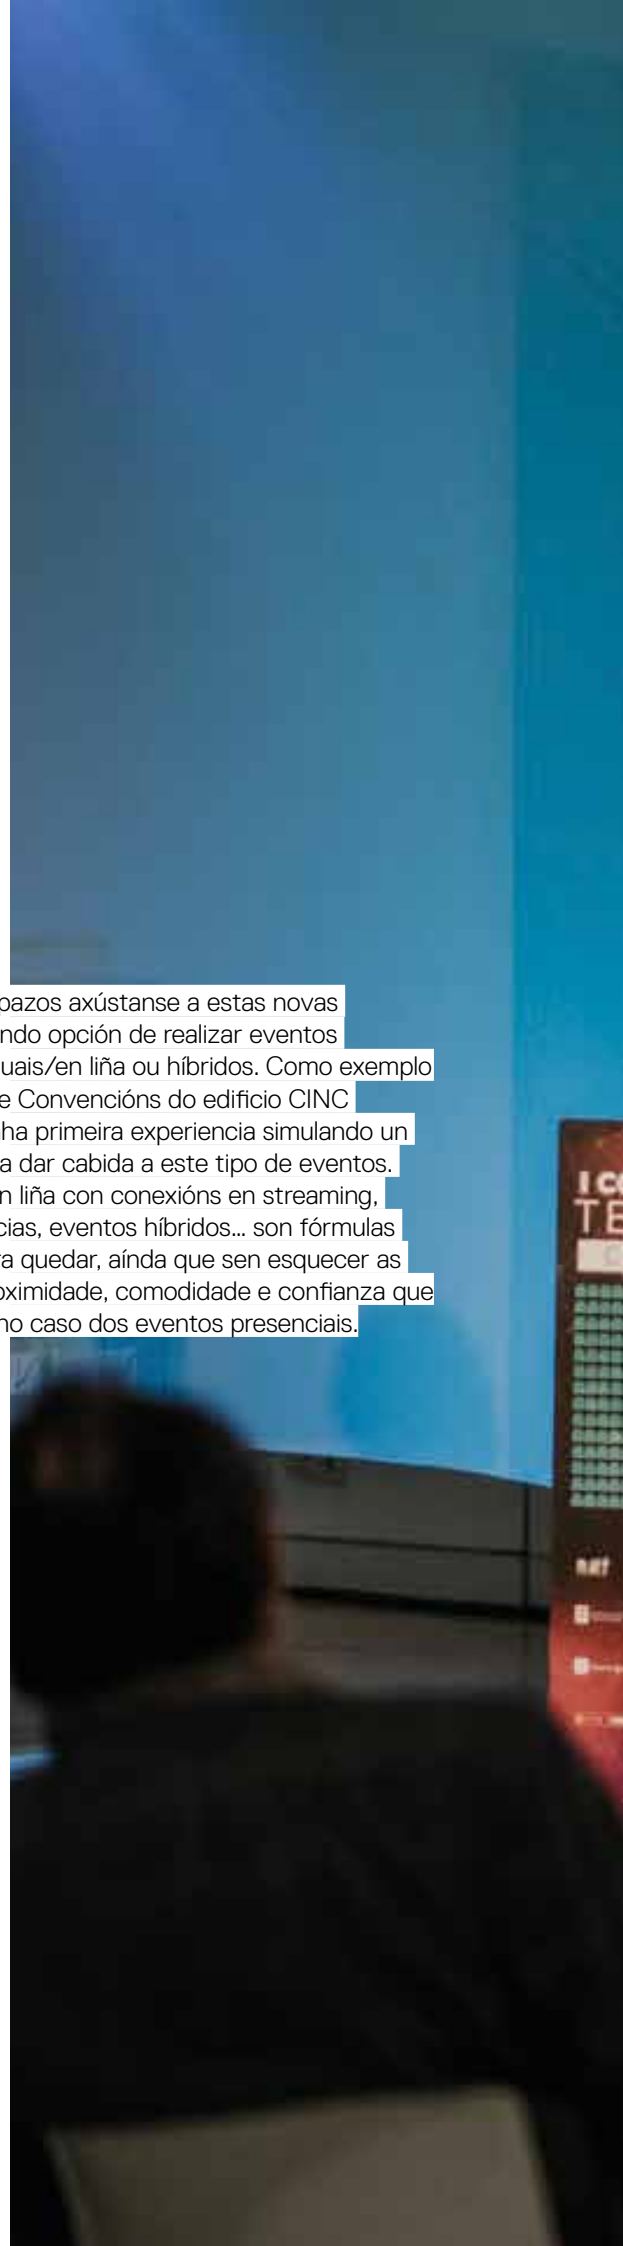 pazos axústanse a estas novas
ndo opción de realizar eventos
uais/en liña ou híbridos. Como exemplo
e Convencións do edificio CINC
ha primeira experiencia simulando un
a dar cabida a este tipo de eventos.
n liña con conexións en streaming,
cias, eventos híbridos... son fórmulas
ra quedar, aínda que sen esquecer as
oximidade, comodidade e confianza que
no caso dos eventos presenciais.
I CO
TE